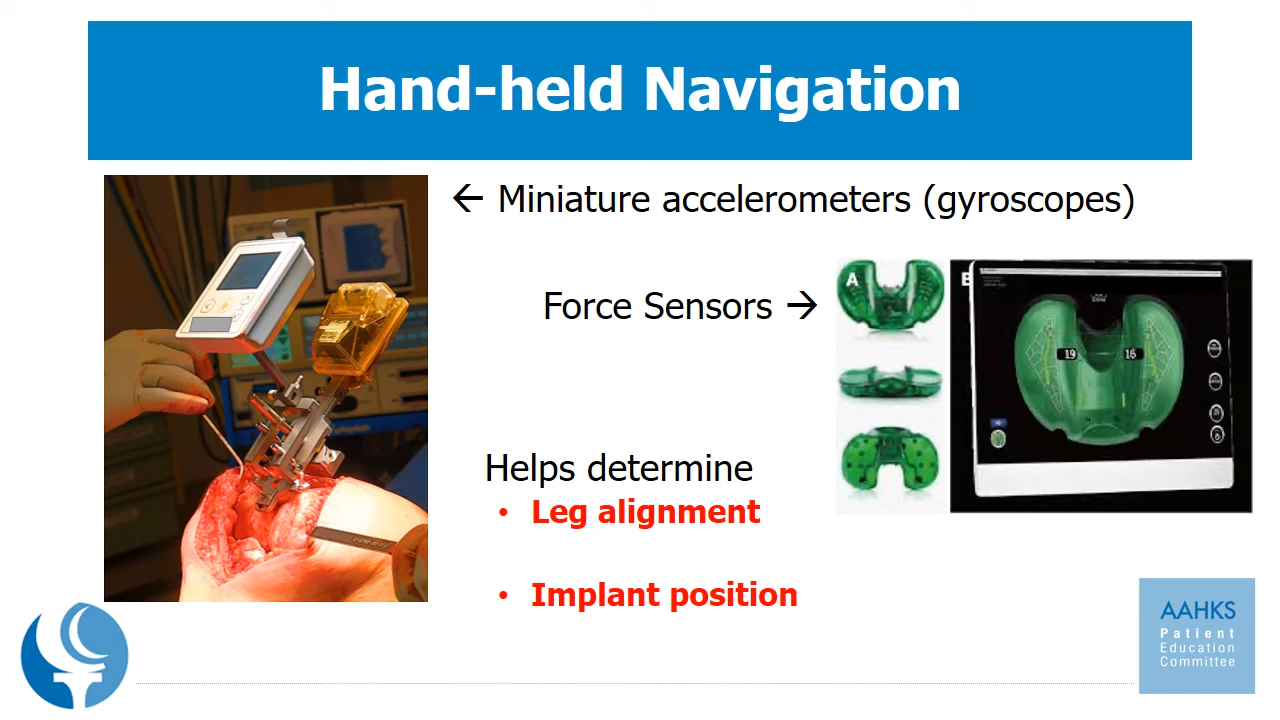 Hand-held Navigation
← Miniature accelerometers (gyroscopes)
Force Sensors →
A
B
19
16
Helps determine
• Leg alignment
• Implant position
AAHKS
Patient
Education
Committee